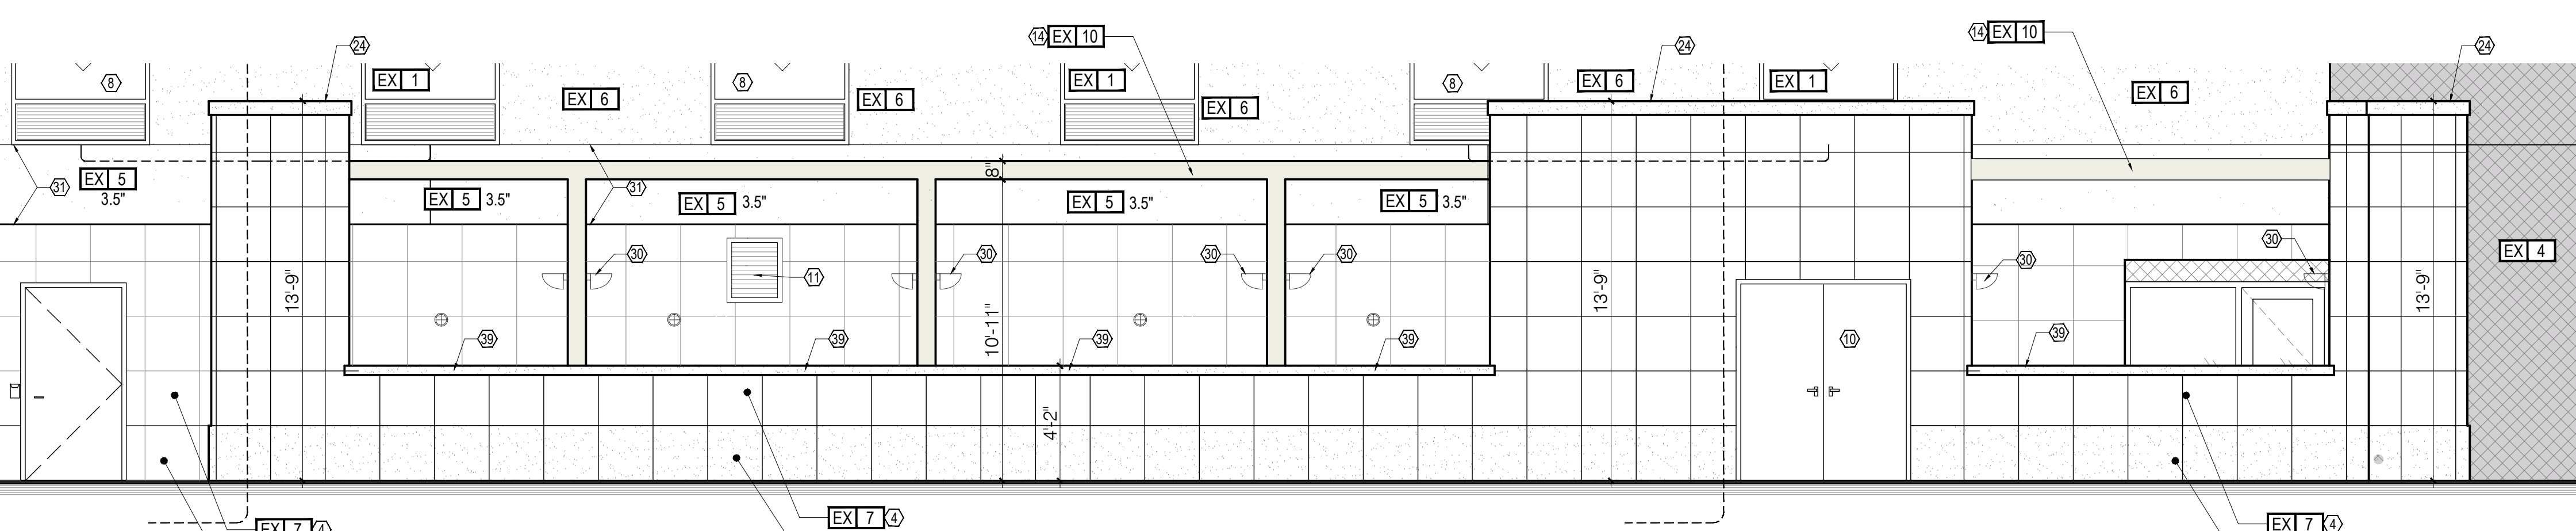 14 EX 10
14 EX 10
24
24
24
8
EX 1
EX 6
8
EX 6
EX 1
EX 6
8
EX 6
EX 1
EX 6
31
EX 5
3.5"
EX 5 3.5"
31
EX 5 3.5"
8"
EX 5 3.5"
EX 5 3.5"
30
11
30
30
30
30
30
EX 4
13'-9"
10'-11"
13'-9"
13'-9"
39
39
39
39
10
39
4'-2"
EX 7 4
EX 7 4
EX 7 4